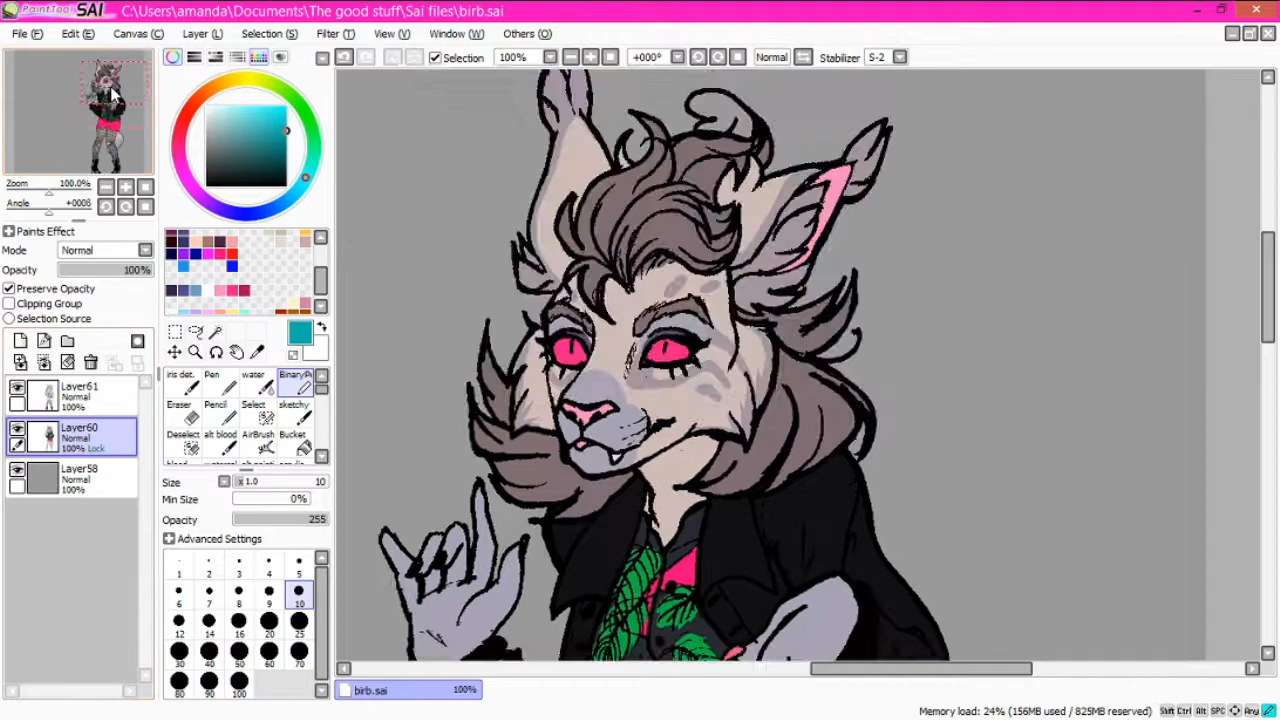 PaintTool SAI C:\Users\amanda\Documents\The good stuff\Sai files\birb.sai
File (F) Edit (E) Canvas (C) Layer (L) Selection (S) Filter (T) View (V) Window (W) Others (O)
Selection 100% +000° Normal Stabilizer S-2
Zoom 100.0%
Angle +0008
Paints Effect
Mode Normal
Opacity 100%
Preserve Opacity
Clipping Group
Selection Source
Layer61
Normal
100%
Layer60
Normal
100% Lock
Layer58
Normal
100%
Iris det. Pen water BinaryPe
Eraser Pencil Select sketchy
Deselect alt blood AirBrush Bucket
Size x 1.0 10
Min Size 0%
Opacity 255
Advanced Settings
1 2 3 4 5
6 7 8 9 10
12 14 16 20 25
30 40 50 60 70
80 90 100
birb.sai 100%
Memory load: 24% (156MB used / 825MB reserved) Shift Ctrl Alt SPC Any